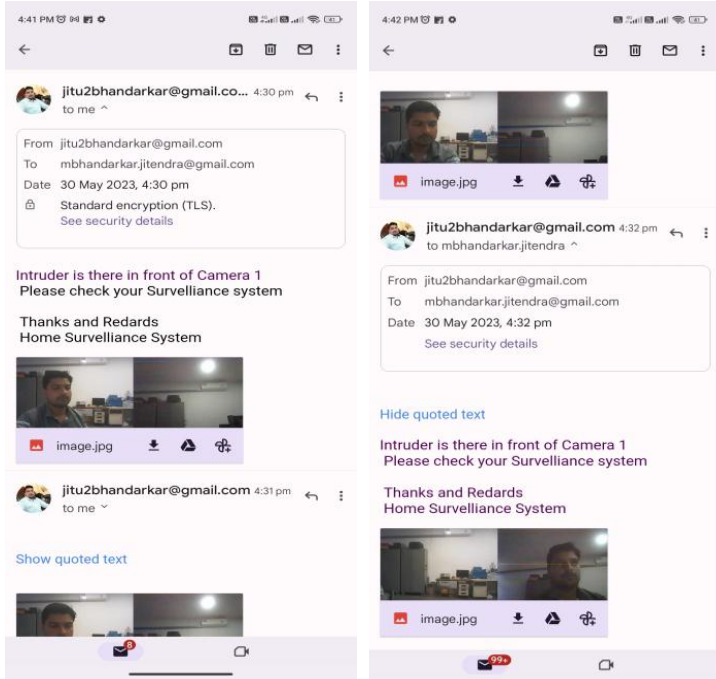 4:41 PM
jitu2bhandarkar@gmail.co... 4:30 pm
to me
From jitu2bhandarkar@gmail.com
To mbhandarkar.jitendra@gmail.com
Date 30 May 2023, 4:30 pm
Standard encryption (TLS).
See security details
Intruder is there in front of Camera 1
Please check your Survelliance system
Thanks and Redards
Home Survelliance System
image.jpg
jitu2bhandarkar@gmail.com 4:31 pm
to me
Show quoted text
8
4:42 PM
image.jpg
jitu2bhandarkar@gmail.com 4:32 pm
to mbhandarkar.jitendra
From jitu2bhandarkar@gmail.com
To mbhandarkar.jitendra@gmail.com
Date 30 May 2023, 4:32 pm
See security details
Hide quoted text
Intruder is there in front of Camera 1
Please check your Survelliance system
Thanks and Redards
Home Survelliance System
image.jpg
99+